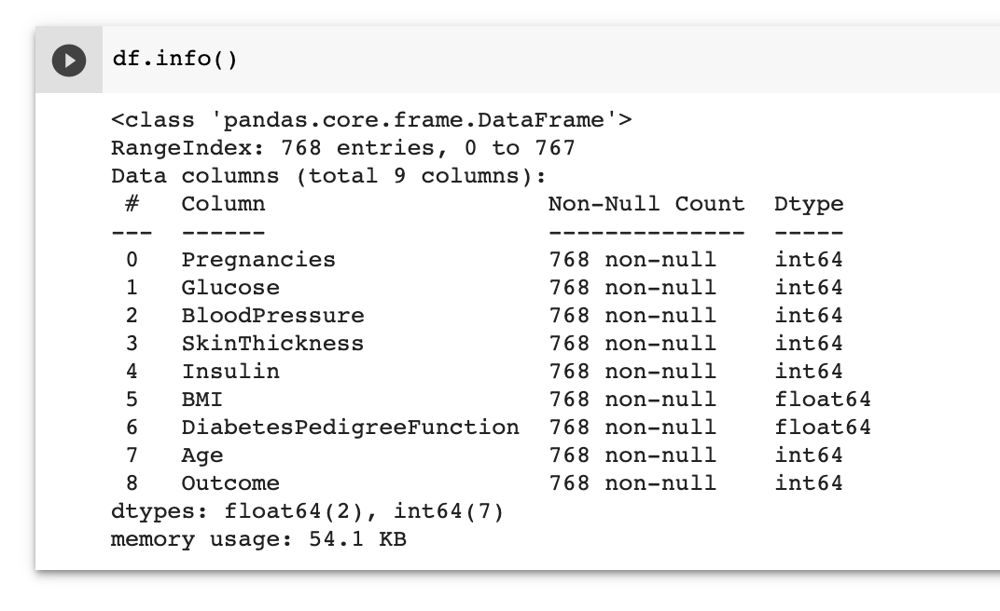 df.info()
<class 'pandas.core.frame.DataFrame'>
RangeIndex: 768 entries, 0 to 767
Data columns (total 9 columns):
 #   Column                    Non-Null Count  Dtype
---  ------                    --------------  -----
 0   Pregnancies               768 non-null    int64
 1   Glucose                   768 non-null    int64
 2   BloodPressure             768 non-null    int64
 3   SkinThickness             768 non-null    int64
 4   Insulin                   768 non-null    int64
 5   BMI                       768 non-null    float64
 6   DiabetesPedigreeFunction  768 non-null    float64
 7   Age                       768 non-null    int64
 8   Outcome                   768 non-null    int64
dtypes: float64(2), int64(7)
memory usage: 54.1 KB